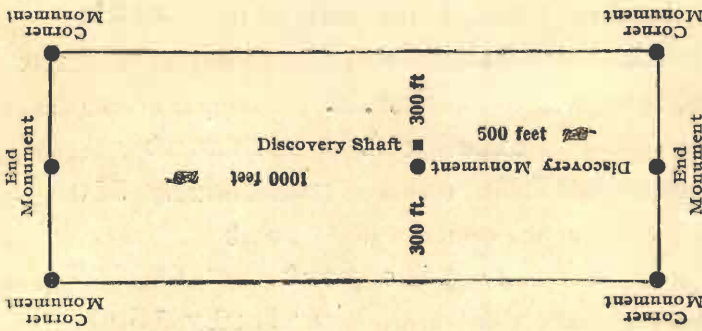 Corner
Monument
Corner
Monument
End
Monument
300 ft
Discovery Shaft
500 feet
Discovery Monument
1000 feet
300 ft.
End
Monument
Corner
Monument
Corner
Monument